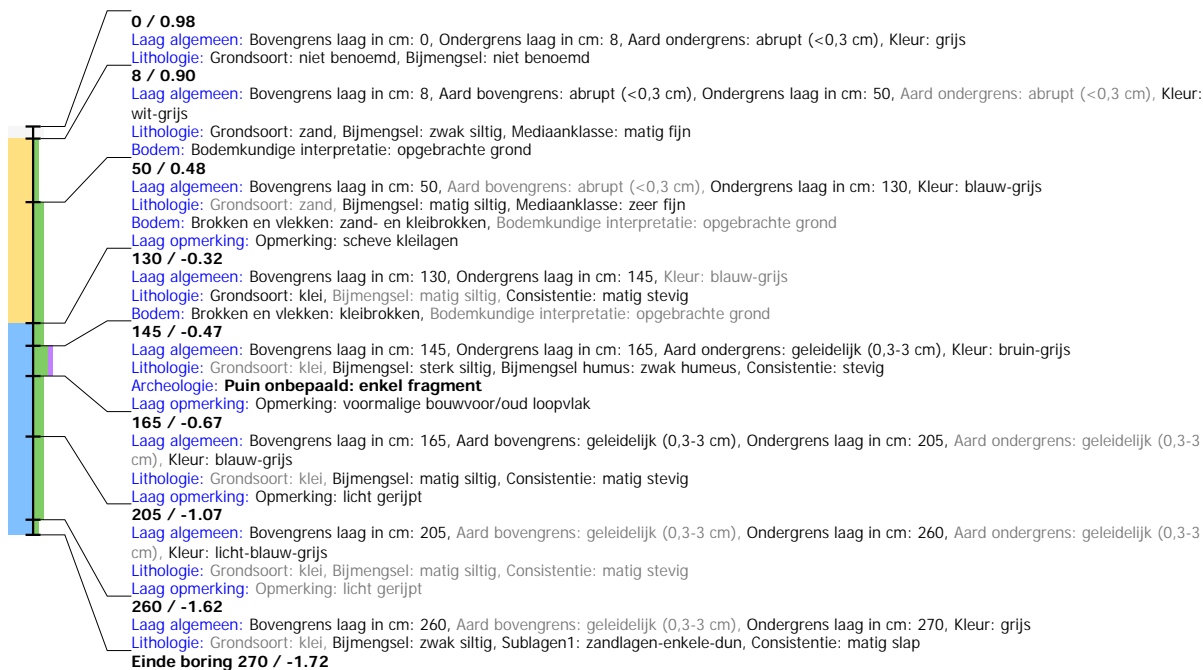 0 / 0.98
Laag algemeen: Bovengrens laag in cm: 0, Ondergrens laag in cm: 8, Aard ondergrens: abrupt (<0,3 cm), Kleur: grijs
Lithologie: Grondsoort: niet benoemd, Bijmengsel: niet benoemd
8 / 0.90
Laag algemeen: Bovengrens laag in cm: 8, Aard bovengrens: abrupt (<0,3 cm), Ondergrens laag in cm: 50, Aard ondergrens: abrupt (<0,3 cm), Kleur:
wit-grijs
Lithologie: Grondsoort: zand, Bijmengsel: zwak siltig, Mediaanklasse: matig fijn
Bodem: Bodemkundige interpretatie: opgebrachte grond
50 / 0.48
Laag algemeen: Bovengrens laag in cm: 50, Aard bovengrens: abrupt (<0,3 cm), Ondergrens laag in cm: 130, Kleur: blauw-grijs
Lithologie: Grondsoort: zand, Bijmengsel: matig siltig, Mediaanklasse: zeer fijn
Bodem: Brokken en vlekken: zand- en kleibrokken, Bodemkundige interpretatie: opgebrachte grond
Laag opmerking: Opmerking: scheve kleilagen
130 / -0.32
Laag algemeen: Bovengrens laag in cm: 130, Ondergrens laag in cm: 145, Kleur: blauw-grijs
Lithologie: Grondsoort: klei, Bijmengsel: matig siltig, Consistentie: matig stevig
Bodem: Brokken en vlekken: kleibrokken, Bodemkundige interpretatie: opgebrachte grond
145 / -0.47
Laag algemeen: Bovengrens laag in cm: 145, Ondergrens laag in cm: 165, Aard ondergrens: geleidelijk (0,3-3 cm), Kleur: bruin-grijs
Lithologie: Grondsoort: klei, Bijmengsel: sterk siltig, Bijmengsel humus: zwak humeus, Consistentie: stevig
Archeologie: Puin onbepaald: enkel fragment
Laag opmerking: Opmerking: voormalige bouwvoor/oud loopvlak
165 / -0.67
Laag algemeen: Bovengrens laag in cm: 165, Aard bovengrens: geleidelijk (0,3-3 cm), Ondergrens laag in cm: 205, Aard ondergrens: geleidelijk (0,3-3
cm), Kleur: blauw-grijs
Lithologie: Grondsoort: klei, Bijmengsel: matig siltig, Consistentie: matig stevig
Laag opmerking: Opmerking: licht gerijpt
205 / -1.07
Laag algemeen: Bovengrens laag in cm: 205, Aard bovengrens: geleidelijk (0,3-3 cm), Ondergrens laag in cm: 260, Aard ondergrens: geleidelijk (0,3-3
cm), Kleur: licht-blauw-grijs
Lithologie: Grondsoort: klei, Bijmengsel: matig siltig, Consistentie: matig stevig
Laag opmerking: Opmerking: licht gerijpt
260 / -1.62
Laag algemeen: Bovengrens laag in cm: 260, Aard bovengrens: geleidelijk (0,3-3 cm), Ondergrens laag in cm: 270, Kleur: grijs
Lithologie: Grondsoort: klei, Bijmengsel: zwak siltig, Sublagen1: zandlagen-enkele-dun, Consistentie: matig slap
Einde boring 270 / -1.72